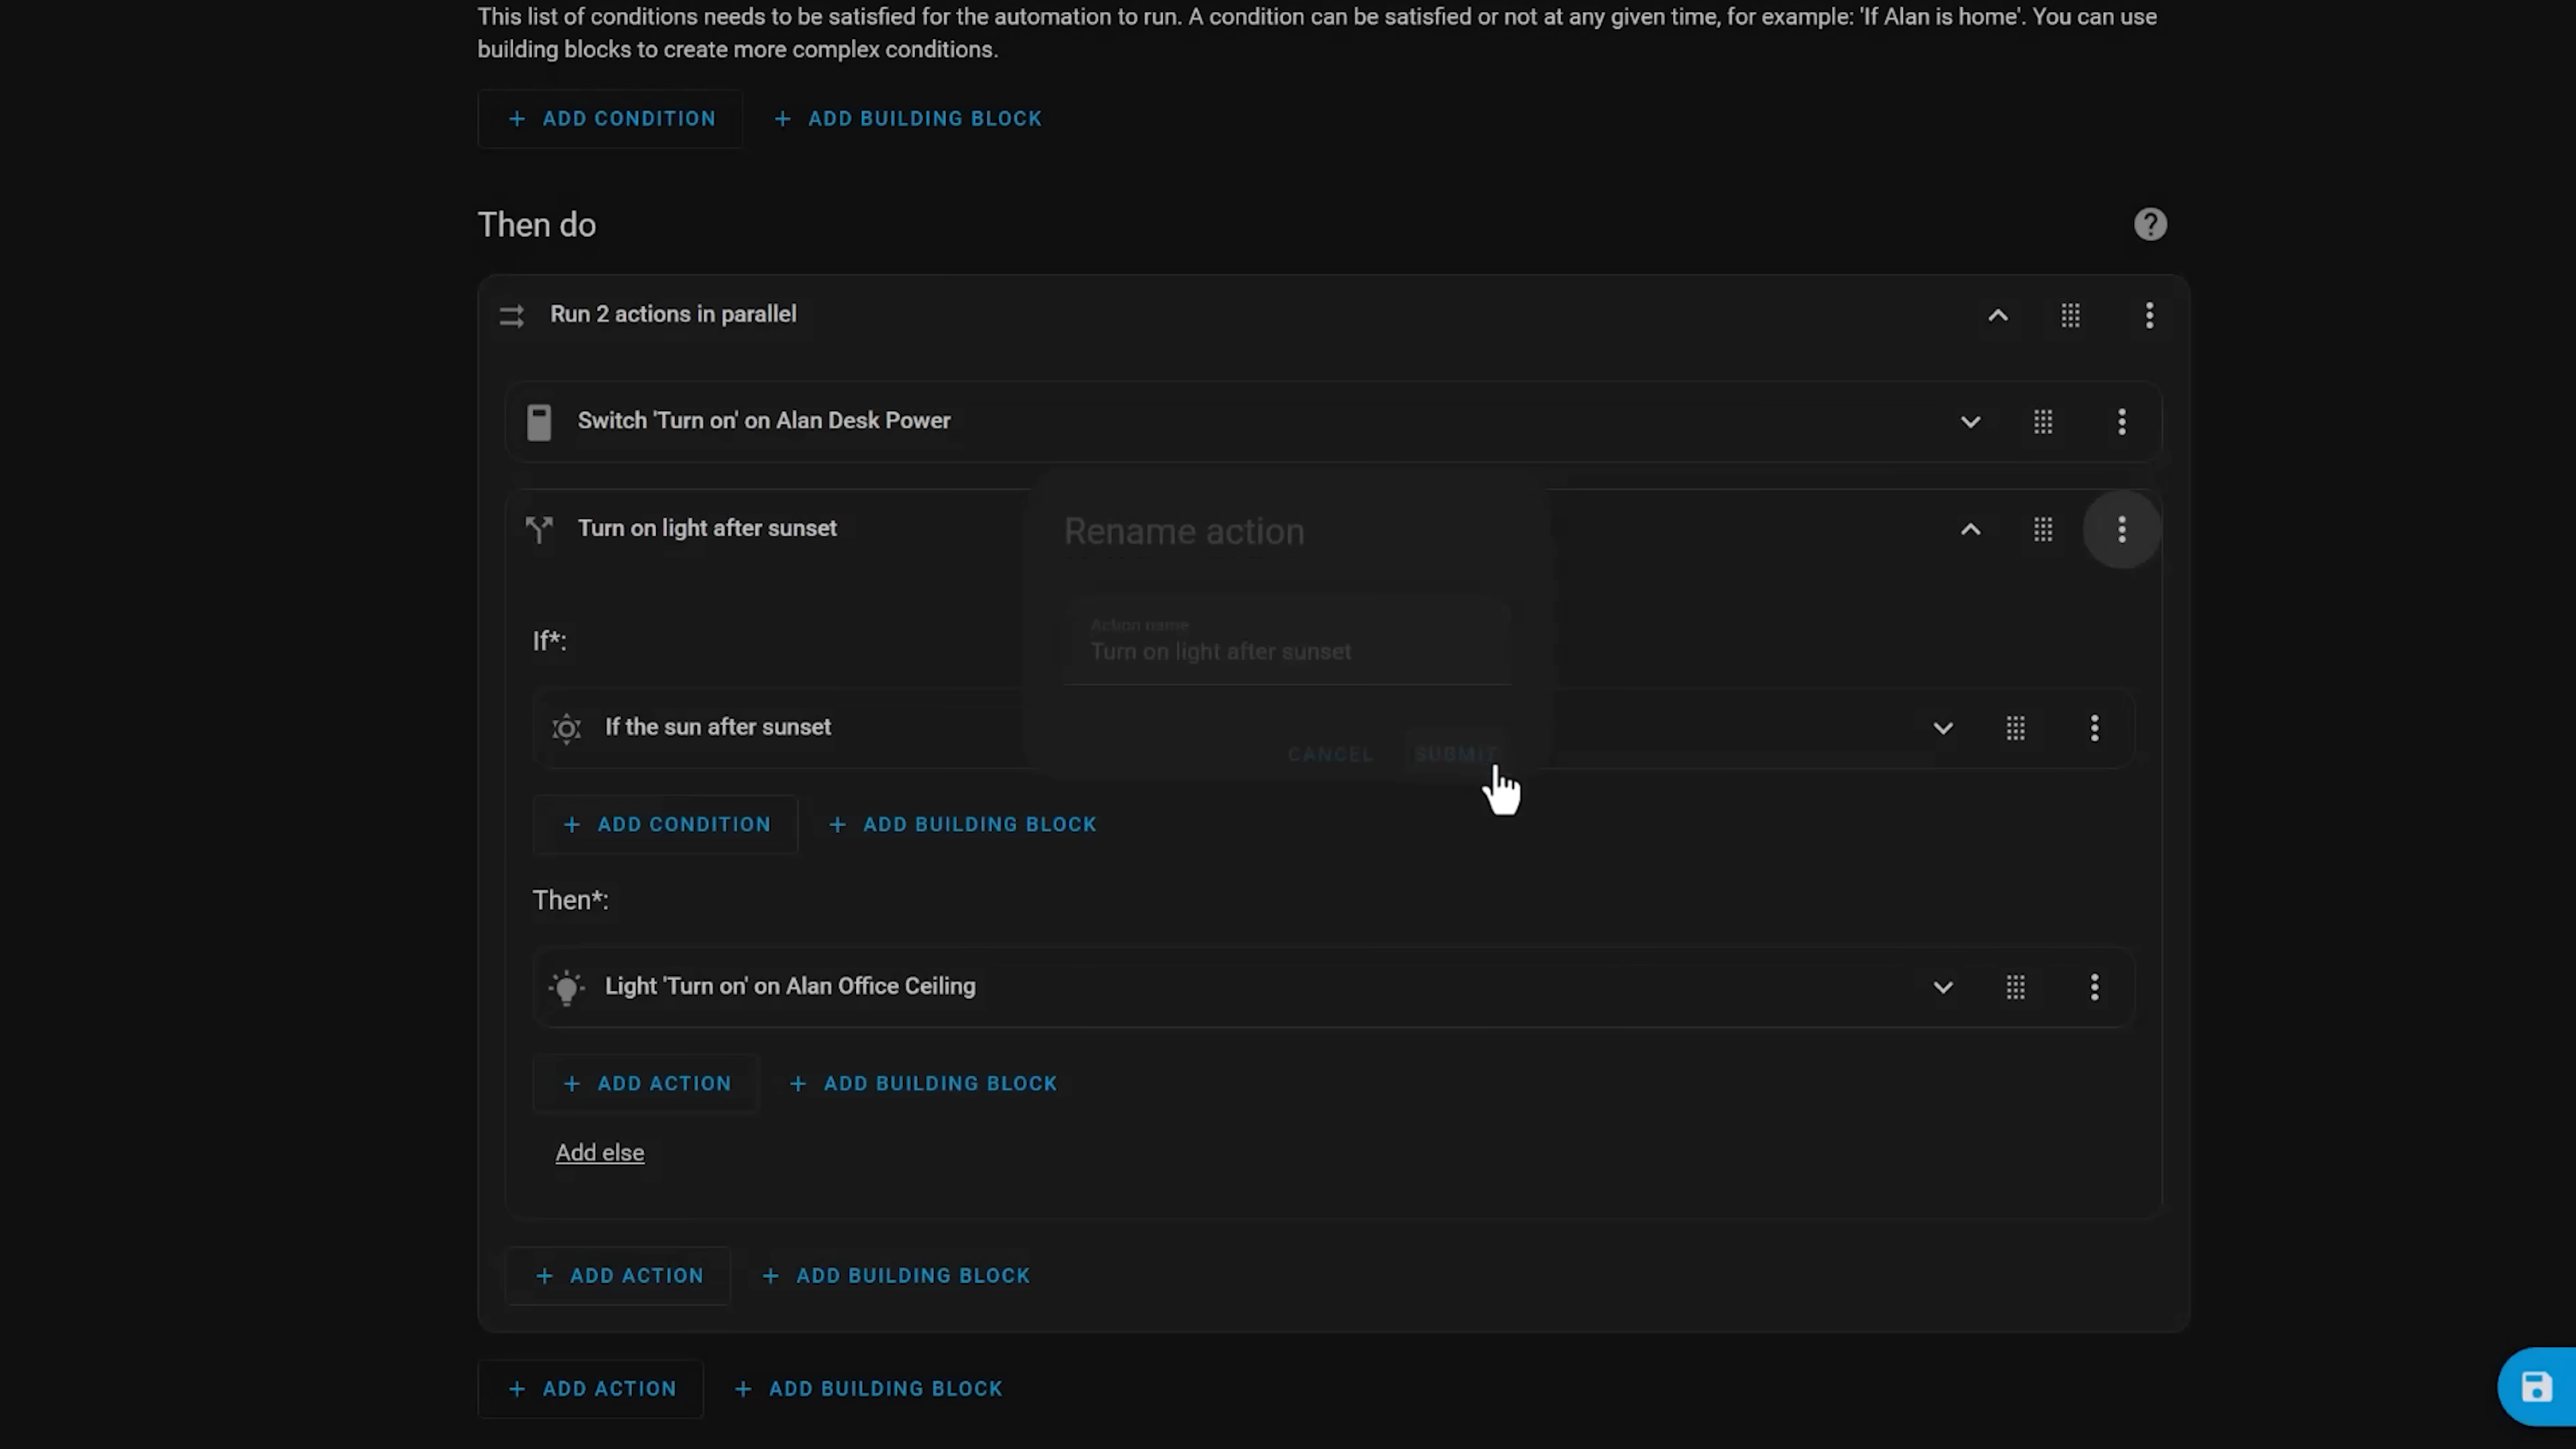 This list of conditions needs to be satisfied for the automation to run. A condition can be satisfied or not at any given time, for example: 'If Alan is home'. You can use
building blocks to create more complex conditions.
+ ADD CONDITION + ADD BUILDING BLOCK
Then do
Run 2 actions in parallel
Switch 'Turn on' on Alan Desk Power
Turn on light after sunset
Rename action
Action name
Turn on light after sunset
CANCEL SUBMIT
If*:
If the sun after sunset
+ ADD CONDITION + ADD BUILDING BLOCK
Then*:
Light 'Turn on' on Alan Office Ceiling
+ ADD ACTION + ADD BUILDING BLOCK
Add else
+ ADD ACTION + ADD BUILDING BLOCK
+ ADD ACTION + ADD BUILDING BLOCK